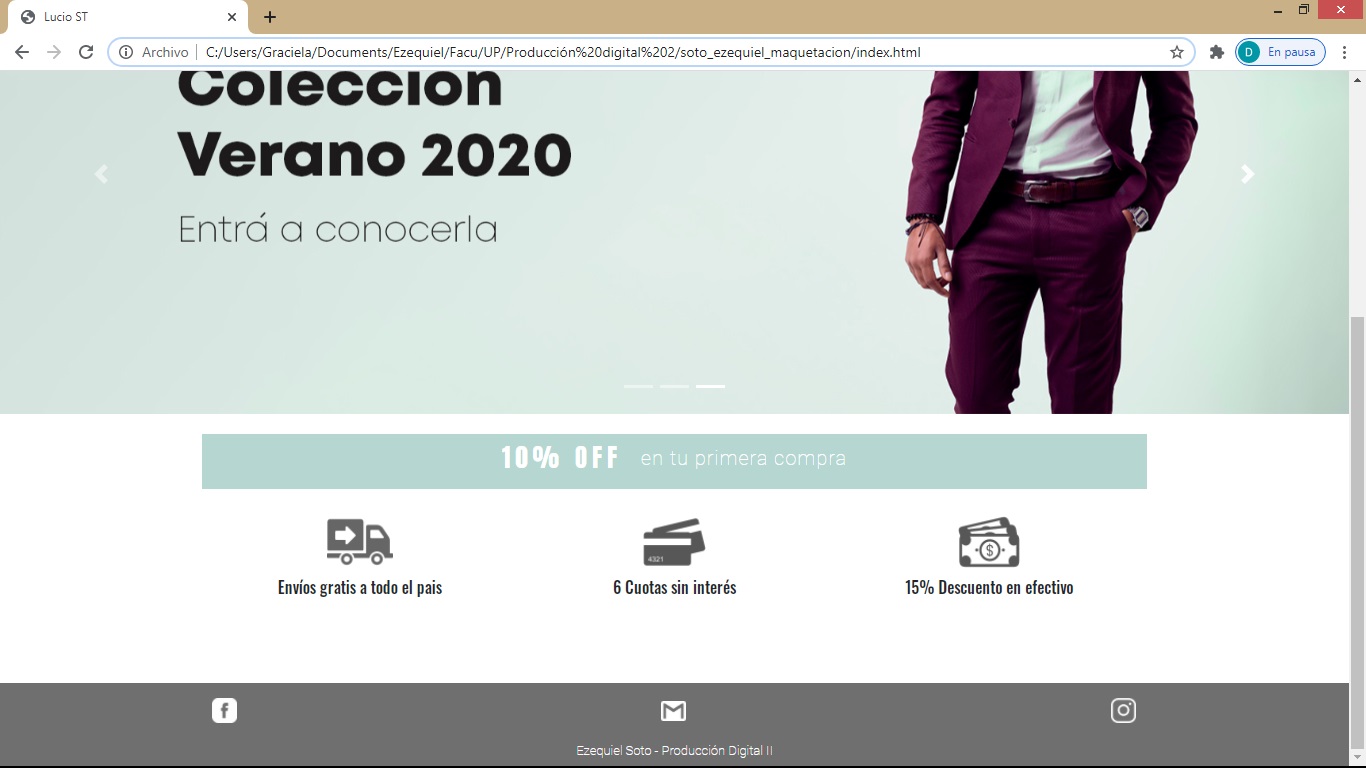 Lucio ST
Archivo C:/Users/Graciela/Documents/Ezequiel/Facu/UP/Producción%20digital%202/soto_ezequiel_maquetacion/index.html
D En pausa
Colección
Verano 2020
Entrá a conocerla
10% OFF en tu primera compra
4321
$
Envíos gratis a todo el pais
6 Cuotas sin interés
15% Descuento en efectivo
Ezequiel Soto - Producción Digital II